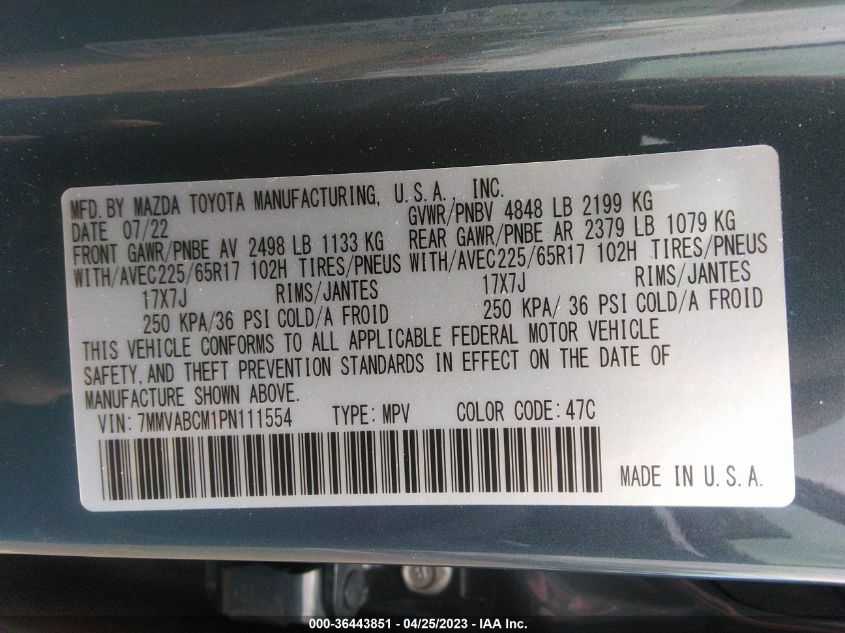 MFD. BY MAZDA TOYOTA MANUFACTURING, U.S.A. INC.
DATE 07/22 GVWR/PNBV 4848 LB 2199 KG
FRONT GAWR/PNBE AV 2498 LB 1133 KG REAR GAWR/PNBE AR 2379 LB 1079 KG
WITH/AVEC225/65R17 102H TIRES/PNEUS WITH/AVEC225/65R17 102H TIRES/PNEUS
17X7J RIMS/JANTES 17X7J RIMS/JANTES
250 KPA/36 PSI COLD/A FROID 250 KPA/ 36 PSI COLD/A FROID
THIS VEHICLE CONFORMS TO ALL APPLICABLE FEDERAL MOTOR VEHICLE
SAFETY,AND THEFT PREVENTION STANDARDS IN EFFECT ON THE DATE OF
MANUFACTURE SHOWN ABOVE.
VIN: 7MMVABCM1PN111554 TYPE: MPV COLOR CODE: 47C
MADE IN U.S.A.
000-36443851 - 04/25/2023 - IAA Inc.